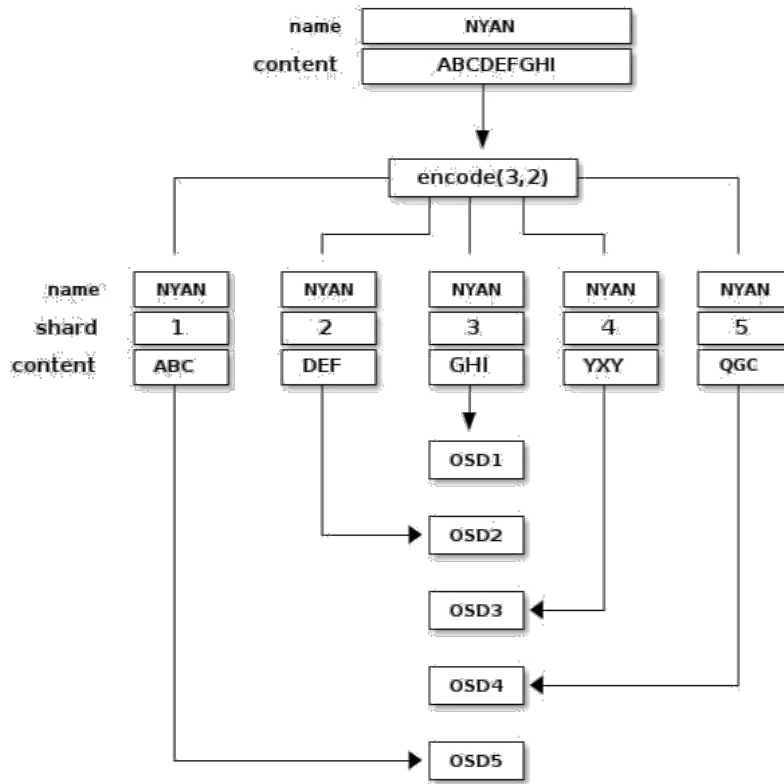 name NYAN
content ABCDEFGHI
encode(3,2)
name NYAN NYAN NYAN NYAN NYAN
shard 1 2 3 4 5
content ABC DEF GHI YXY QGC
OSD1
OSD2
OSD3
OSD4
OSD5